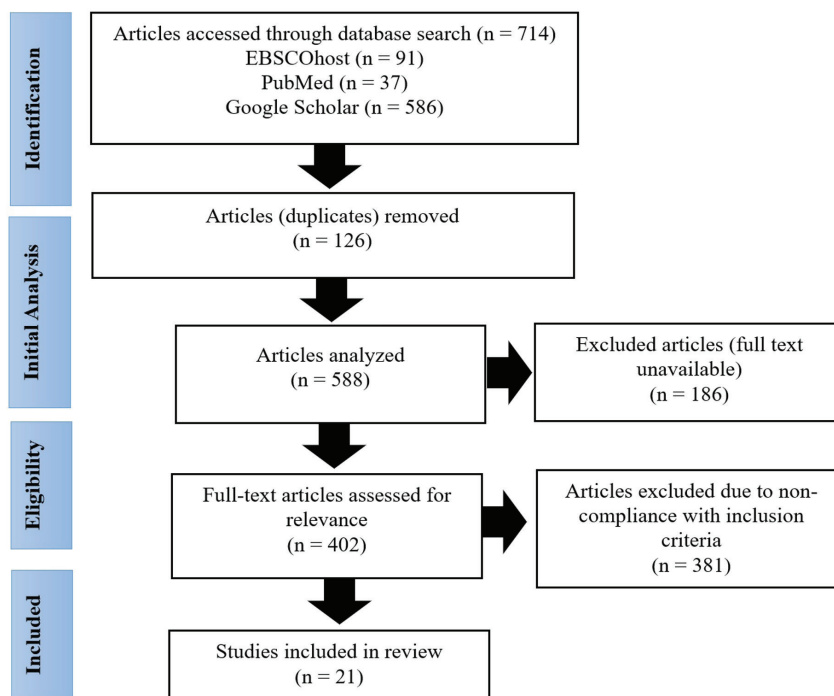 Identification
Articles accessed through database search (n = 714)
EBSCOhost (n = 91)
PubMed (n = 37)
Google Scholar (n = 586)
Articles (duplicates) removed
(n = 126)
Initial Analysis
Articles analyzed
(n = 588)
Excluded articles (full text
unavailable)
(n = 186)
Eligibility
Full-text articles assessed for
relevance
(n = 402)
Articles excluded due to non-
compliance with inclusion
criteria
(n = 381)
Included
Studies included in review
(n = 21)